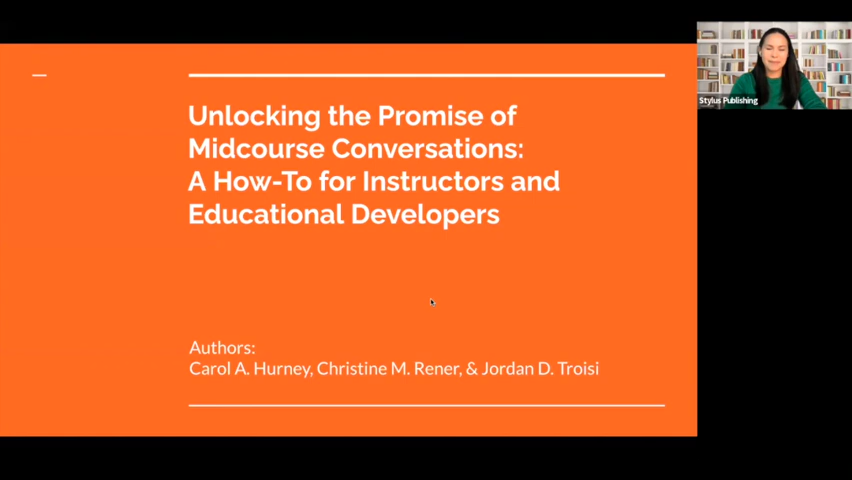 Unlocking the Promise of
Midcourse Conversations:
A How-To for Instructors and
Educational Developers
Authors:
Carol A. Hurney, Christine M. Rener, & Jordan D. Troisi
Stylus Publishing